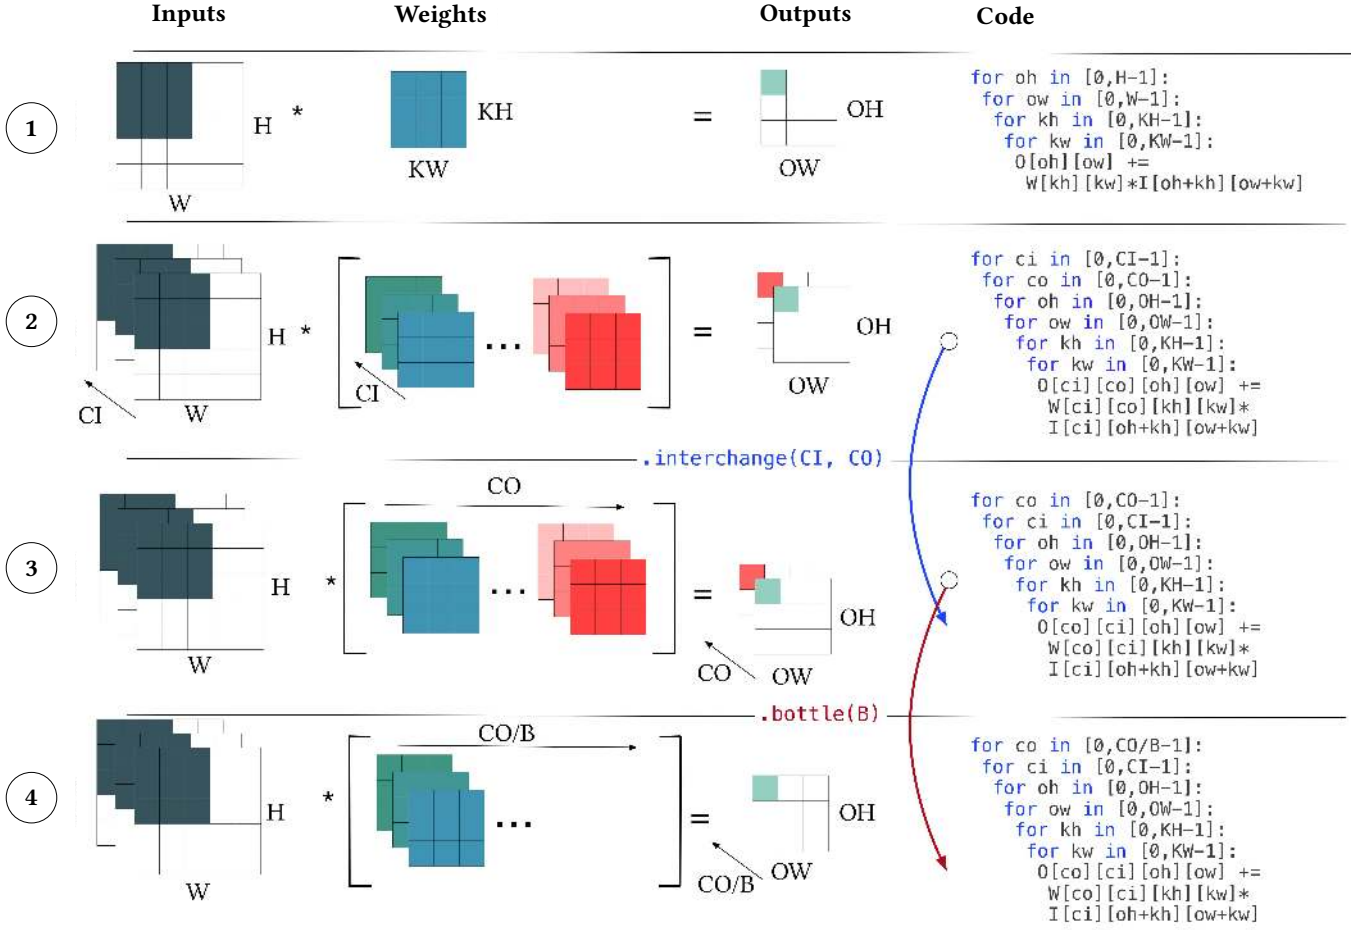 Inputs Weights Outputs Code
1
H
W
*
KH
KW
=
OH
OW
for oh in [0,H-1]:
for ow in [0,W-1]:
for kh in [0,KH-1]:
for kw in [0,KW-1]:
O[oh][ow] +=
W[kh][kw]*I[oh+kh][ow+kw]
2
CI
H
W
*
CI
...
=
OH
OW
for ci in [0,CI-1]:
for co in [0,CO-1]:
for oh in [0,OH-1]:
for ow in [0,OW-1]:
for kh in [0,KH-1]:
for kw in [0,KW-1]:
O[ci][co][oh][ow] +=
W[ci][co][kh][kw]*
I[ci][oh+kh][ow+kw]
.interchange(CI, CO)
3
H
W
*
CO
...
=
CO
OH
OW
for co in [0,CO-1]:
for ci in [0,CI-1]:
for oh in [0,OH-1]:
for ow in [0,OW-1]:
for kh in [0,KH-1]:
for kw in [0,KW-1]:
O[co][ci][oh][ow] +=
W[co][ci][kh][kw]*
I[ci][oh+kh][ow+kw]
.bottle(B)
4
H
W
*
CO/B
...
=
CO/B
OH
OW
for co in [0,CO/B-1]:
for ci in [0,CI-1]:
for oh in [0,OH-1]:
for ow in [0,OW-1]:
for kh in [0,KH-1]:
for kw in [0,KW-1]:
O[co][ci][oh][ow] +=
W[co][ci][kh][kw]*
I[ci][oh+kh][ow+kw]